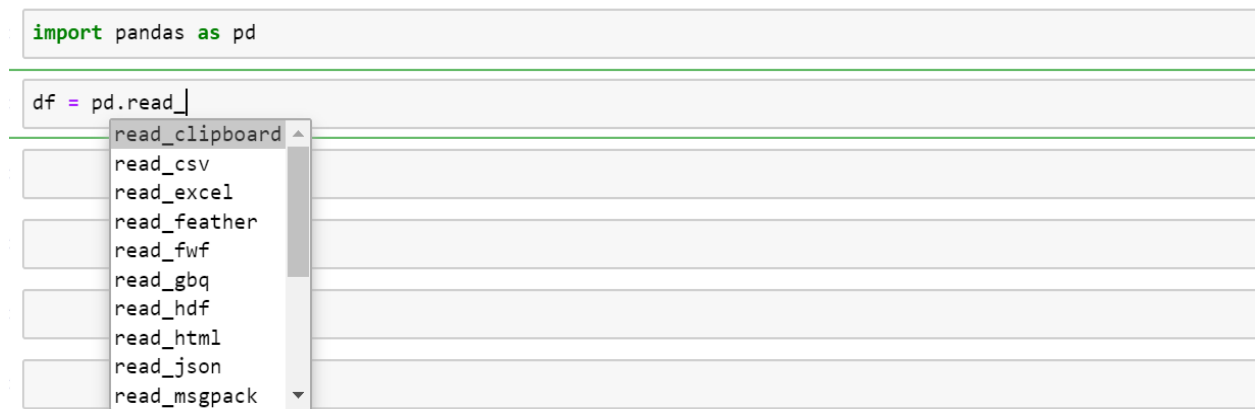 import pandas as pd
df = pd.read_
read_clipboard
read_csv
read_excel
read_feather
read_fwf
read_gbq
read_hdf
read_html
read_json
read_msgpack